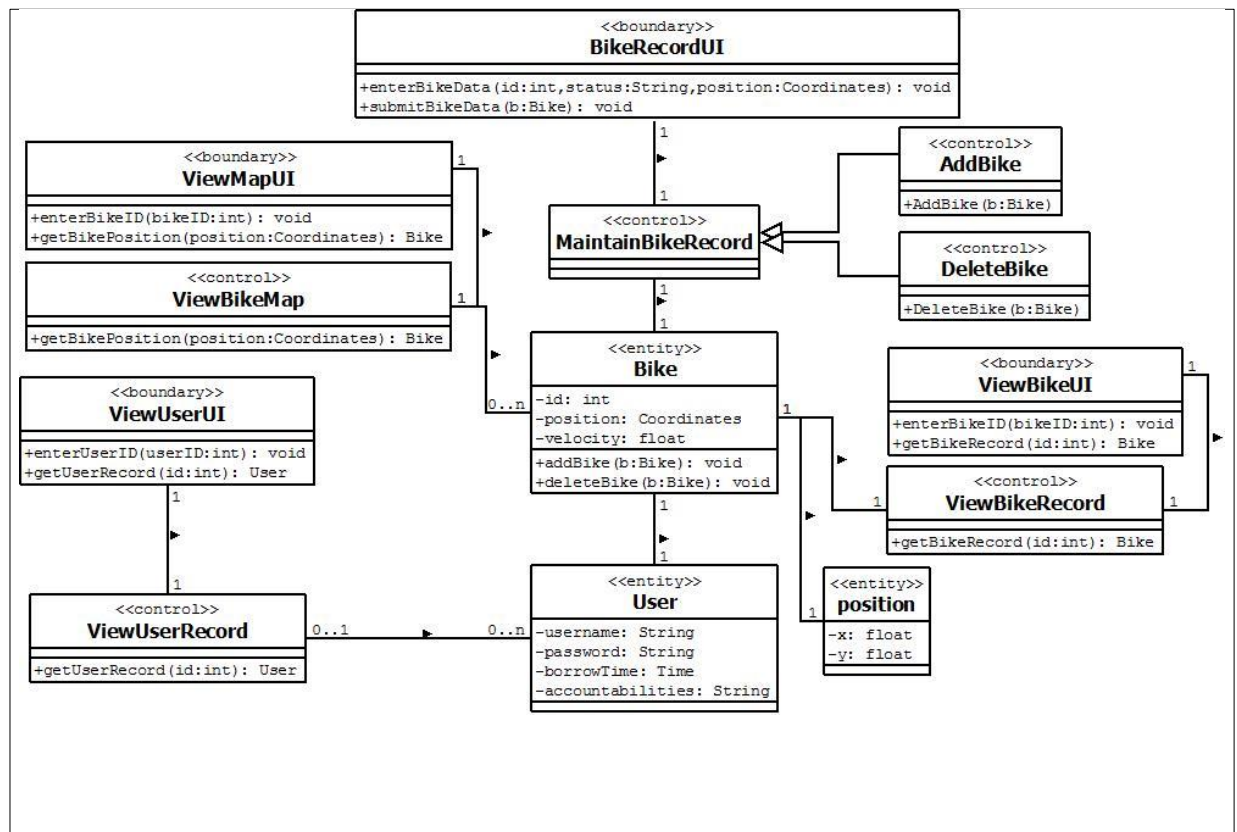 <<boundary>>
BikeRecordUI
+enterBikeData(id:int,status:String,position:Coordinates): void
+submitBikeData(b:Bike): void
1
1
<<boundary>>
ViewMapUI
+enterBikeID(bikeID:int): void
+getBikePosition(position:Coordinates): Bike
1
<<control>>
MaintainBikeRecord
1
<<control>>
AddBike
+AddBike(b:Bike)
<<control>>
DeleteBike
+DeleteBike(b:Bike)
<<control>>
ViewBikeMap
+getBikePosition(position:Coordinates): Bike
1
1
<<entity>>
Bike
-id: int
-position: Coordinates
-velocity: float
+addBike(b:Bike): void
+deleteBike(b:Bike): void
0..n
1
1
<<boundary>>
ViewBikeUI
+enterBikeID(bikeID:int): void
+getBikeRecord(id:int): Bike
1
<<control>>
ViewBikeRecord
+getBikeRecord(id:int): Bike
1
1
<<boundary>>
ViewUserUI
+enterUserID(userID:int): void
+getUserRecord(id:int): User
1
1
<<control>>
ViewUserRecord
+getUserRecord(id:int): User
0..1
0..n
1
<<entity>>
User
-username: String
-password: String
-borrowTime: Time
-accountabilities: String
1
<<entity>>
position
-x: float
-y: float